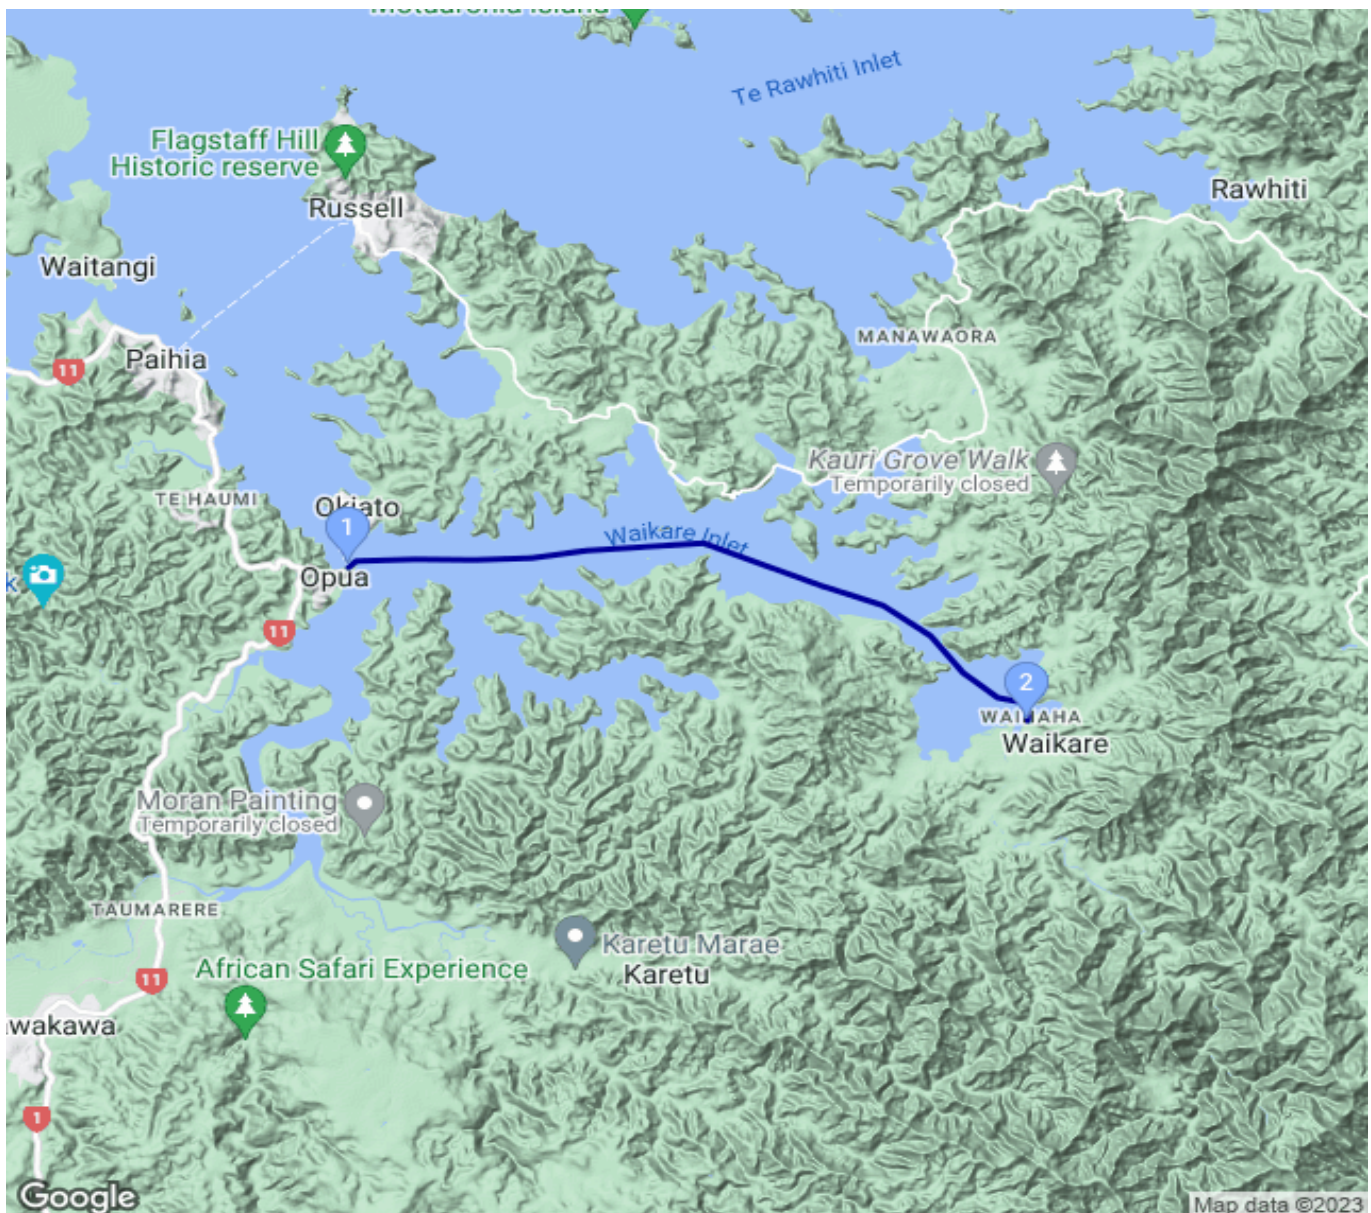 Te Rawhiti Inlet
Flagstaff Hill
Historic reserve
Russell
Rawhiti
Waitangi
MANAWAORA
Paihia
11
Kauri Grove Walk
Temporarily closed
TE HAUMI
Okiato
1
Waikare Inlet
Opua
k
11
2
Waikare
Moran Painting
Temporarily closed
TAUMARERE
Karetu Marae
Karetu
African Safari Experience
11
awakawa
1
Google
Map data ©2023